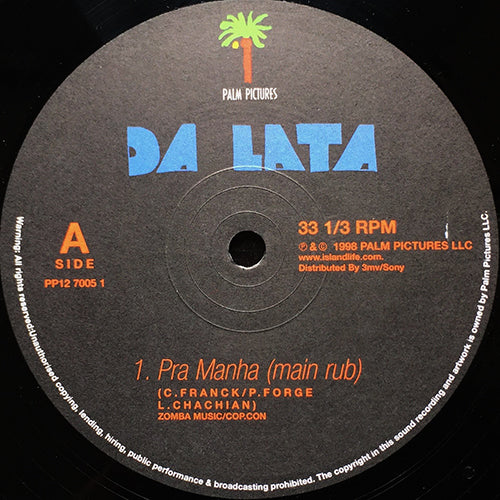 PALM PICTURES
DA LATA
A
SIDE
PP12 7005 1
33 1/3 RPM
℗ & © 1998 PALM PICTURES LLC
www.islandlife.com.
Distributed By 3mv/Sony
1. Pra Manha (main rub)
(C.FRANCK/P.FORGE
L.CHACHIAN)
ZOMBA MUSIC/COP.CON
Warning: All rights reserved:Unauthorised copying, lending, hiring, public performance & broadcasting prohibited. The copyright in this sound recording and artwork is owned by Palm Pictures LLC.